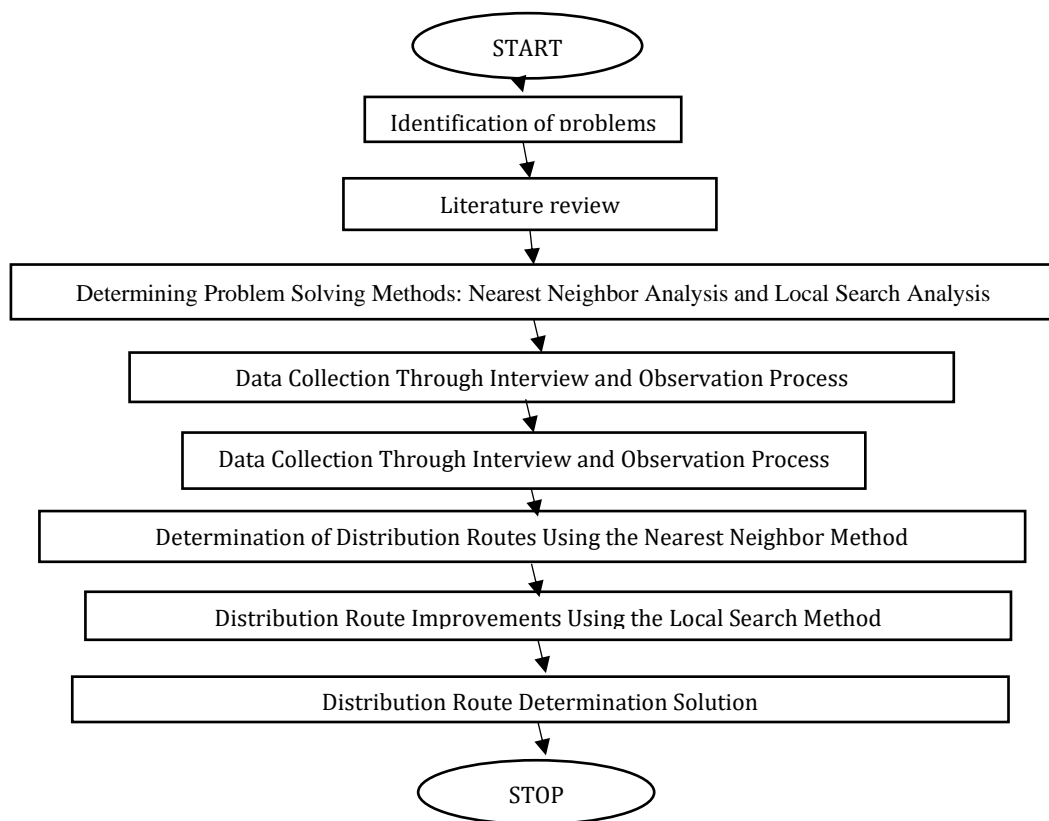 START
Identification of problems
Literature review
Determining Problem Solving Methods: Nearest Neighbor Analysis and Local Search Analysis
Data Collection Through Interview and Observation Process
Data Collection Through Interview and Observation Process
Determination of Distribution Routes Using the Nearest Neighbor Method
Distribution Route Improvements Using the Local Search Method
Distribution Route Determination Solution
STOP